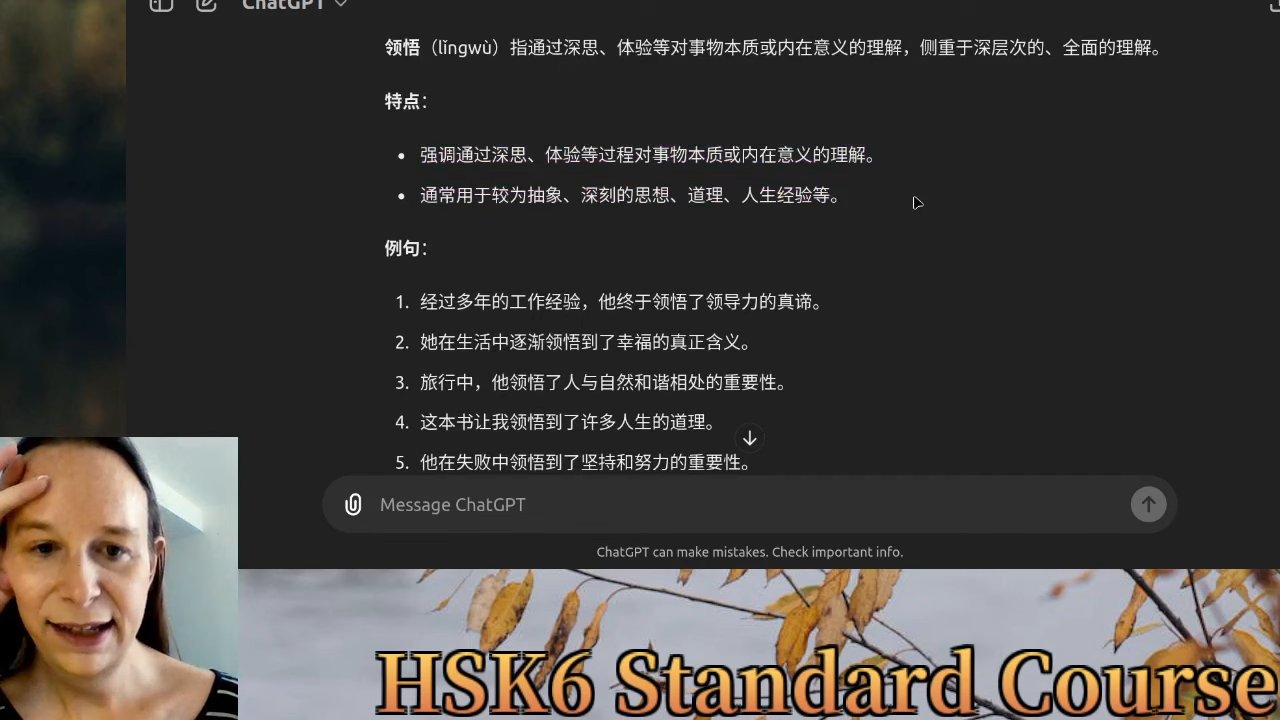 ChatGPT
领悟（lǐngwù）指通过深思、体验等对事物本质或内在意义的理解，侧重于深层次的、全面的理解。
特点：
• 强调通过深思、体验等过程对事物本质或内在意义的理解。
• 通常用于较为抽象、深刻的思想、道理、人生经验等。
例句：
1. 经过多年的工作经验，他终于领悟了领导力的真谛。
2. 她在生活中逐渐领悟到了幸福的真正含义。
3. 旅行中，他领悟了人与自然和谐相处的重要性。
4. 这本书让我领悟到了许多人生的道理。
5. 他在失败中领悟到了坚持和努力的重要性。
Message ChatGPT
ChatGPT can make mistakes. Check important info.
HSK6 Standard Course